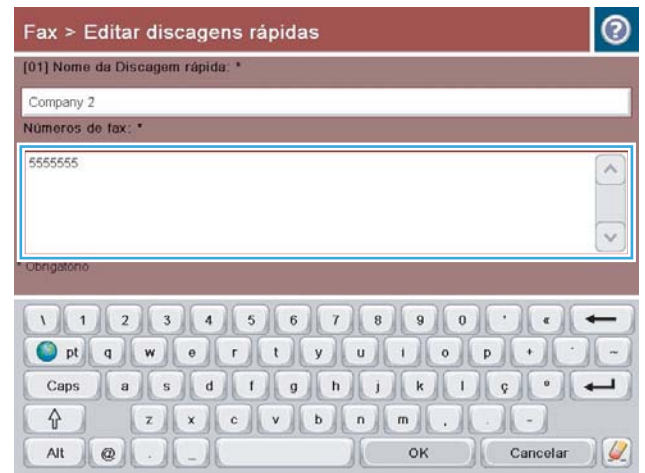 Fax > Editar discagens rápidas
[01] Nome da Discagem rápida: *
Company 2
Números de fax: *
5555555
* Obrigatório
\ 1 2 3 4 5 6 7 8 9 0 ' «
pt q w e r t y u i o p + ´ ~
Caps a s d f g h j k l ç º
z x c v b n m , . -
Alt @ . _ OK Cancelar